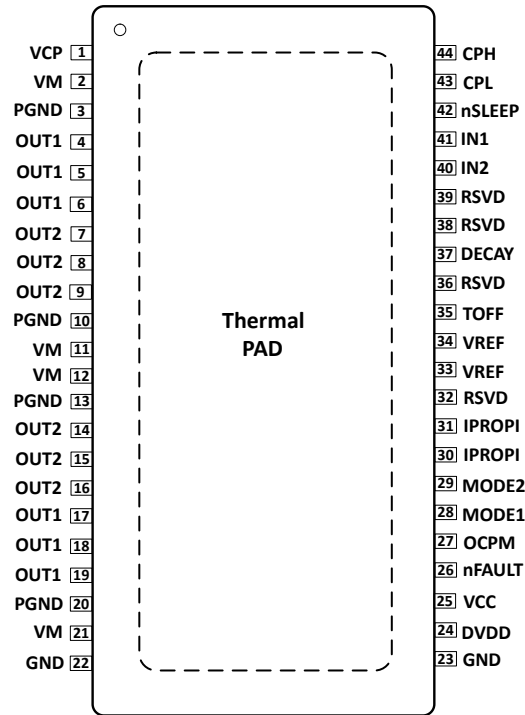 VCP 1
VM 2
PGND 3
OUT1 4
OUT1 5
OUT1 6
OUT2 7
OUT2 8
OUT2 9
PGND 10
VM 11
VM 12
PGND 13
OUT2 14
OUT2 15
OUT2 16
OUT1 17
OUT1 18
OUT1 19
PGND 20
VM 21
GND 22
Thermal
PAD
44 CPH
43 CPL
42 nSLEEP
41 IN1
40 IN2
39 RSVD
38 RSVD
37 DECAY
36 RSVD
35 TOFF
34 VREF
33 VREF
32 RSVD
31 IPROPI
30 IPROPI
29 MODE2
28 MODE1
27 OCPM
26 nFAULT
25 VCC
24 DVDD
23 GND